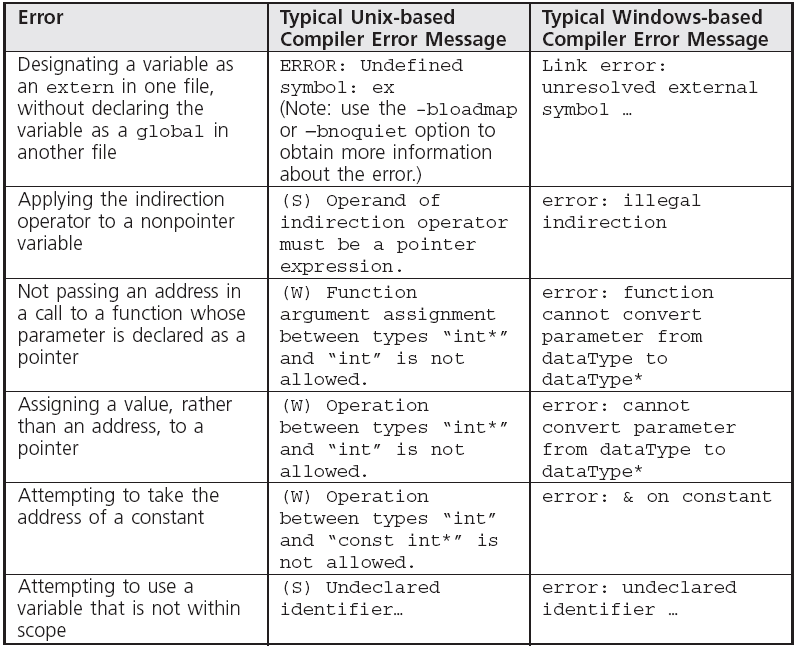 Error
Typical Unix-based
Compiler Error Message
Typical Windows-based
Compiler Error Message
Designating a variable as
an extern in one file,
without declaring the
variable as a global in
another file
ERROR: Undefined
symbol: ex
(Note: use the -bloadmap
or –bnoquiet option to
obtain more information
about the error.)
Link error:
unresolved external
symbol …
Applying the indirection
operator to a nonpointer
variable
(S) Operand of
indirection operator
must be a pointer
expression.
error: illegal
indirection
Not passing an address in
a call to a function whose
parameter is declared as a
pointer
(W) Function
argument assignment
between types “int*”
and “int” is not
allowed.
error: function
cannot convert
parameter from
dataType to
dataType*
Assigning a value, rather
than an address, to a
pointer
(W) Operation
between types “int*”
and “int” is not
allowed.
error: cannot
convert parameter
from dataType to
dataType*
Attempting to take the
address of a constant
(W) Operation
between types “int”
and “const int*” is
not allowed.
error: & on constant
Attempting to use a
variable that is not within
scope
(S) Undeclared
identifier…
error: undeclared
identifier …